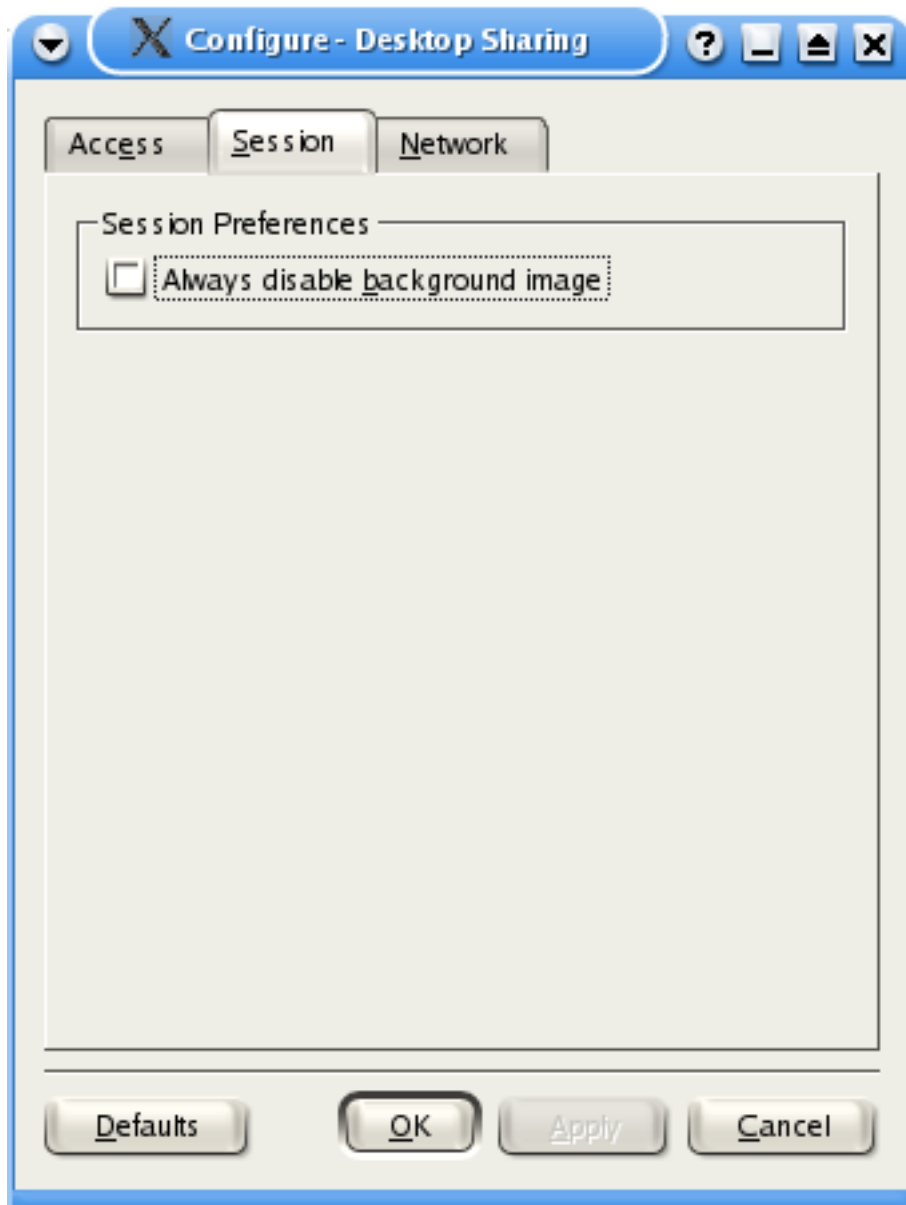 Configure - Desktop Sharing
Access Session Network
Session Preferences
Always disable background image
Defaults OK Apply Cancel